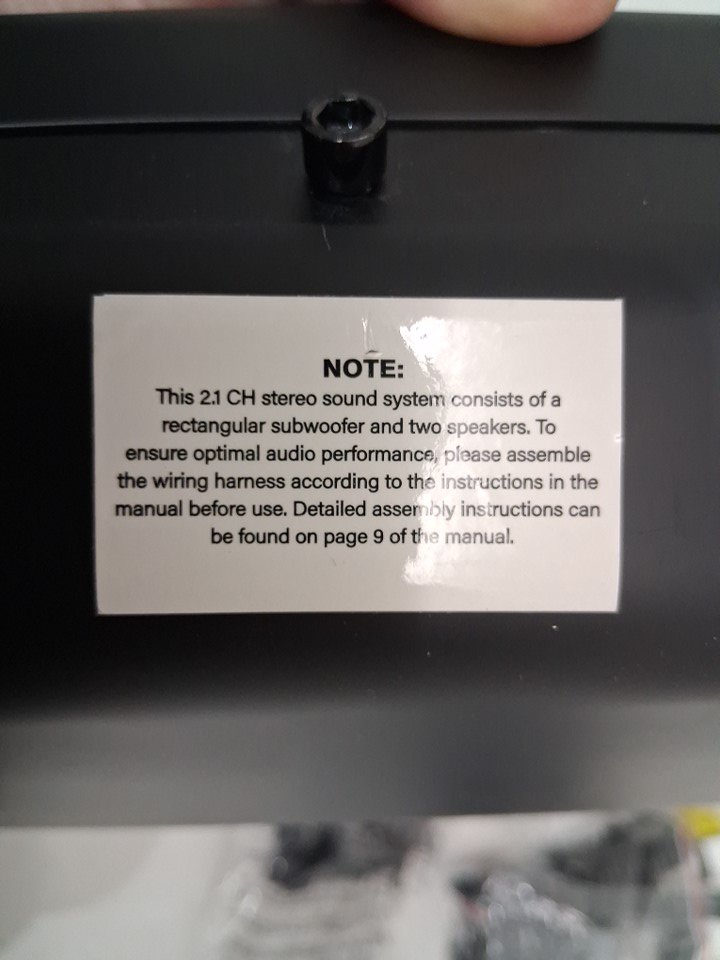 NOTE:
This 2.1 CH stereo sound system consists of a
rectangular subwoofer and two speakers. To
ensure optimal audio performance, please assemble
the wiring harness according to the instructions in the
manual before use. Detailed assembly instructions can
be found on page 9 of the manual.